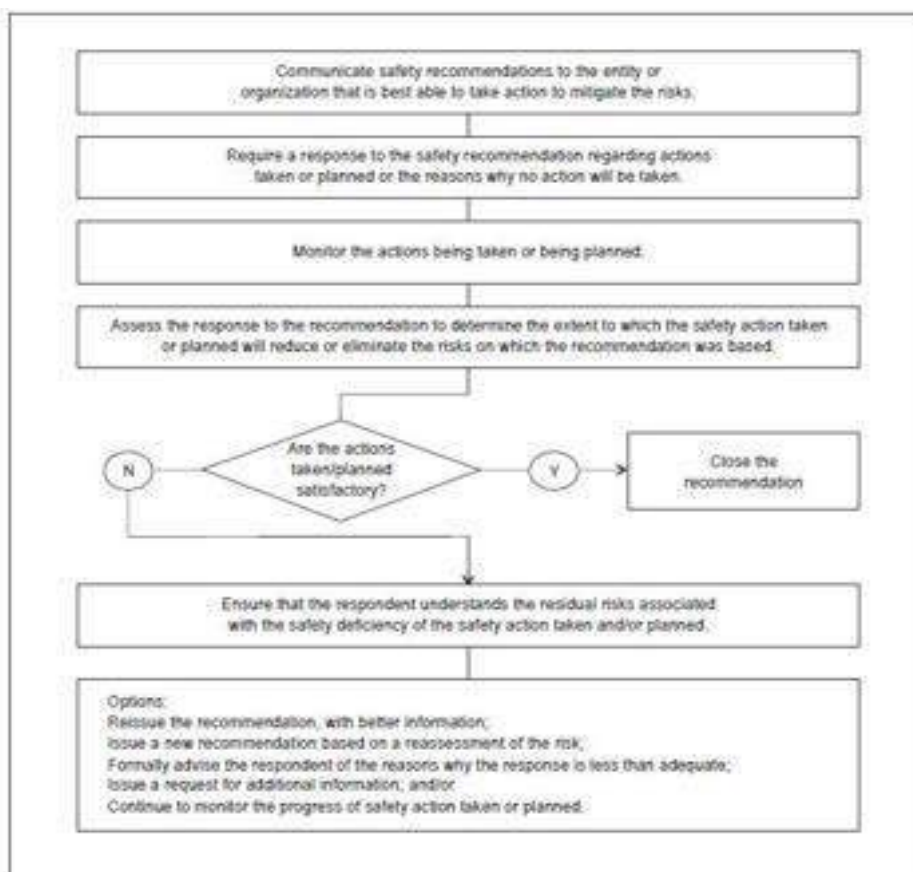 Communicate safety recommendations to the entity or
organization that is best able to take action to mitigate the risks.
Require a response to the safety recommendation regarding actions
taken or planned or the reasons why no action will be taken.
Monitor the actions being taken or being planned.
Assess the response to the recommendation to determine the extent to which the safety action taken
or planned will reduce or eliminate the risks on which the recommendation was based.
Are the actions
taken/planned
satisfactory?
N
Y
Close the
recommendation
Ensure that the respondent understands the residual risks associated
with the safety deficiency of the safety action taken and/or planned.
Options:
Reissue the recommendation, with better information;
Issue a new recommendation based on a reassessment of the risk;
Formally advise the respondent of the reasons why the response is less than adequate;
Issue a request for additional information; and/or
Continue to monitor the progress of safety action taken or planned.